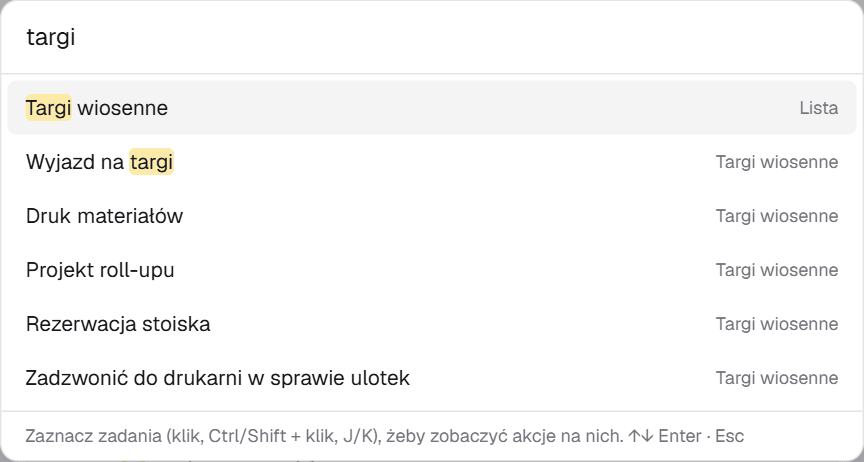 targi
Targi wiosenne Lista
Wyjazd na targi Targi wiosenne
Druk materiałów Targi wiosenne
Projekt roll-upu Targi wiosenne
Rezerwacja stoiska Targi wiosenne
Zadzwonić do drukarni w sprawie ulotek Targi wiosenne
Zaznacz zadania (klik, Ctrl/Shift + klik, J/K), żeby zobaczyć akcje na nich. ↑↓ Enter · Esc